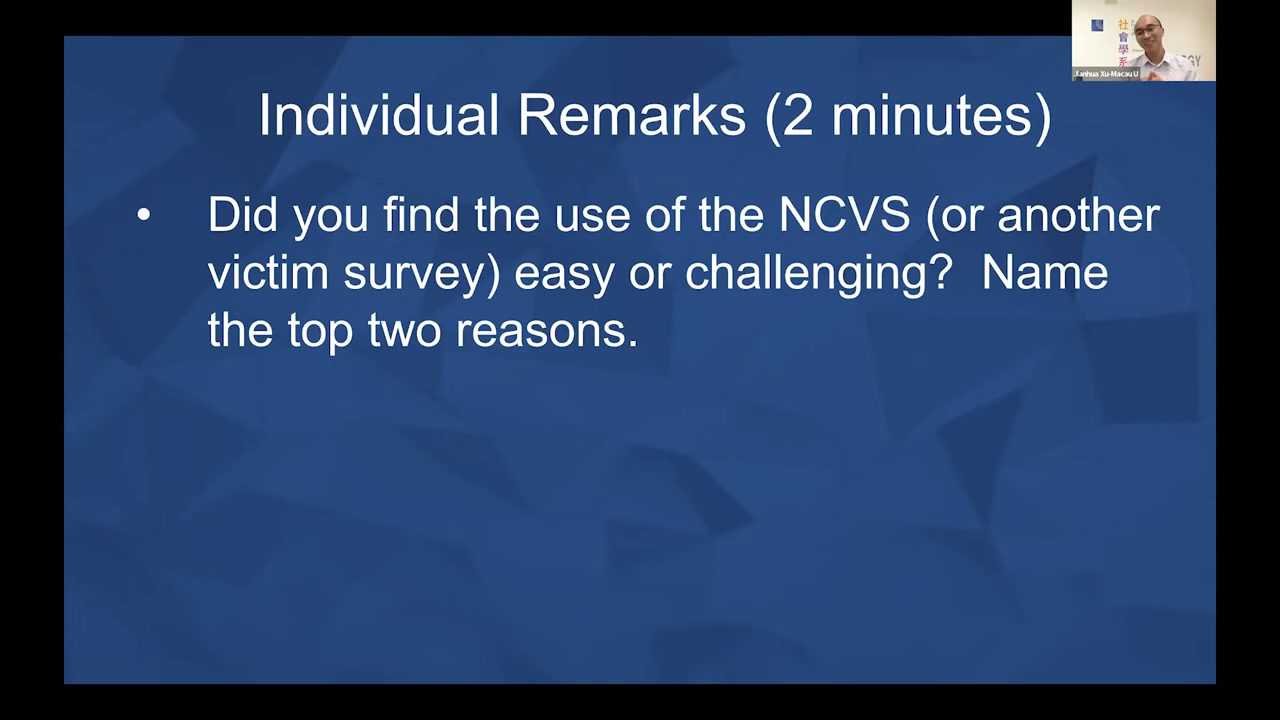 Individual Remarks (2 minutes)
• Did you find the use of the NCVS (or another
victim survey) easy or challenging?  Name
the top two reasons.
社
會
學
系
Jianhua Xu-Macau U